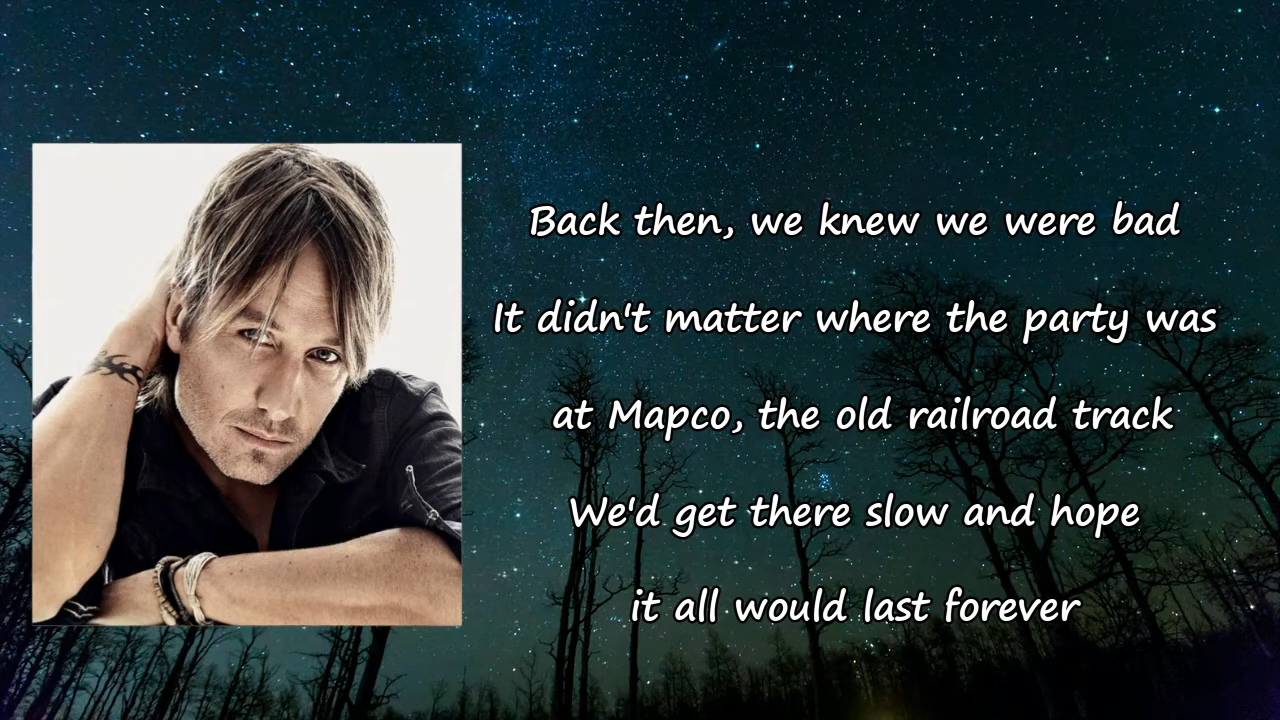 Back then, we knew we were bad
It didn't matter where the party was
at Mapco, the old railroad track
We'd get there slow and hope
it all would last forever